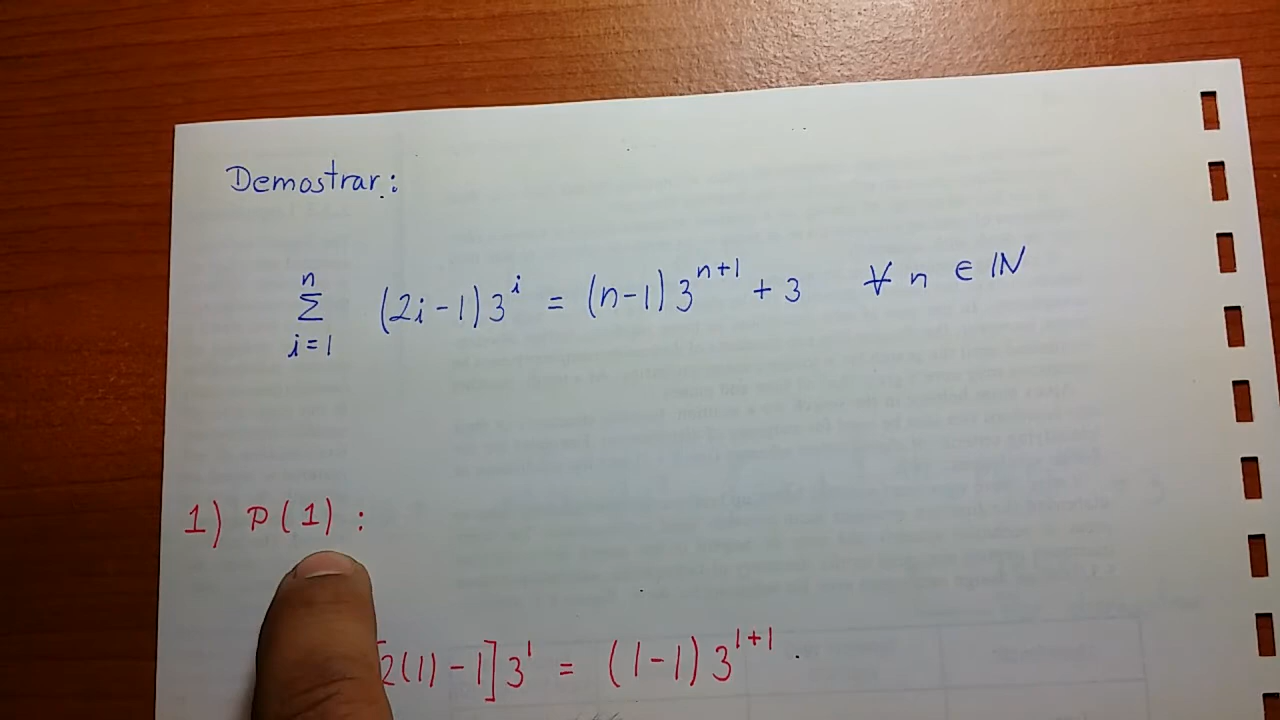 Demostrar:
n
Σ (2i-1)3^i = (n-1)3^{n+1} + 3 ∀ n ∈ ℕ
i=1
1) P(1):
[2(1)-1]3^1 = (1-1)3^{1+1}